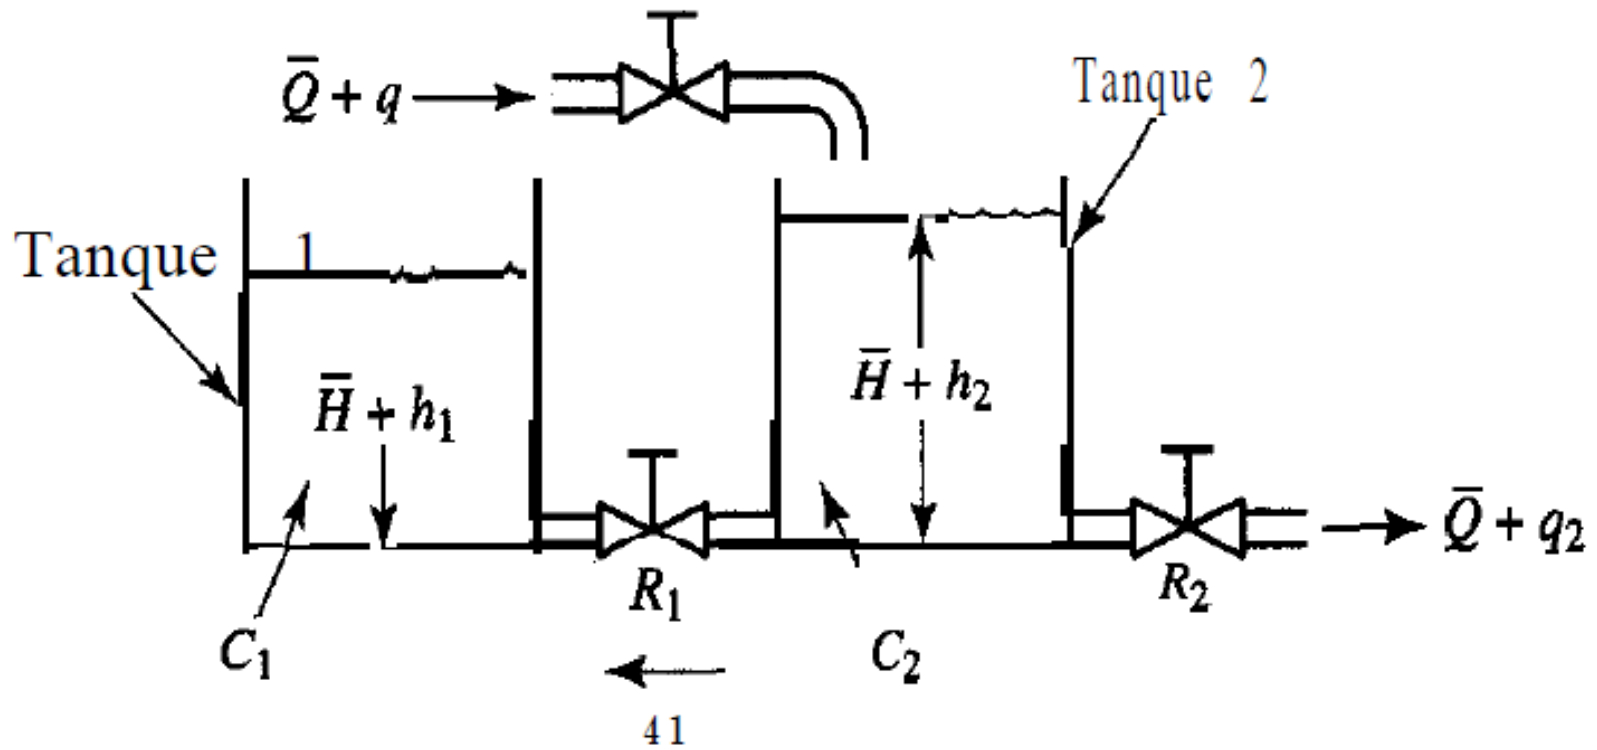 Q̅ + q
Tanque 2
Tanque 1
H̅ + h₁
H̅ + h₂
Q̅ + q₂
R₁
R₂
C₁
C₂
41